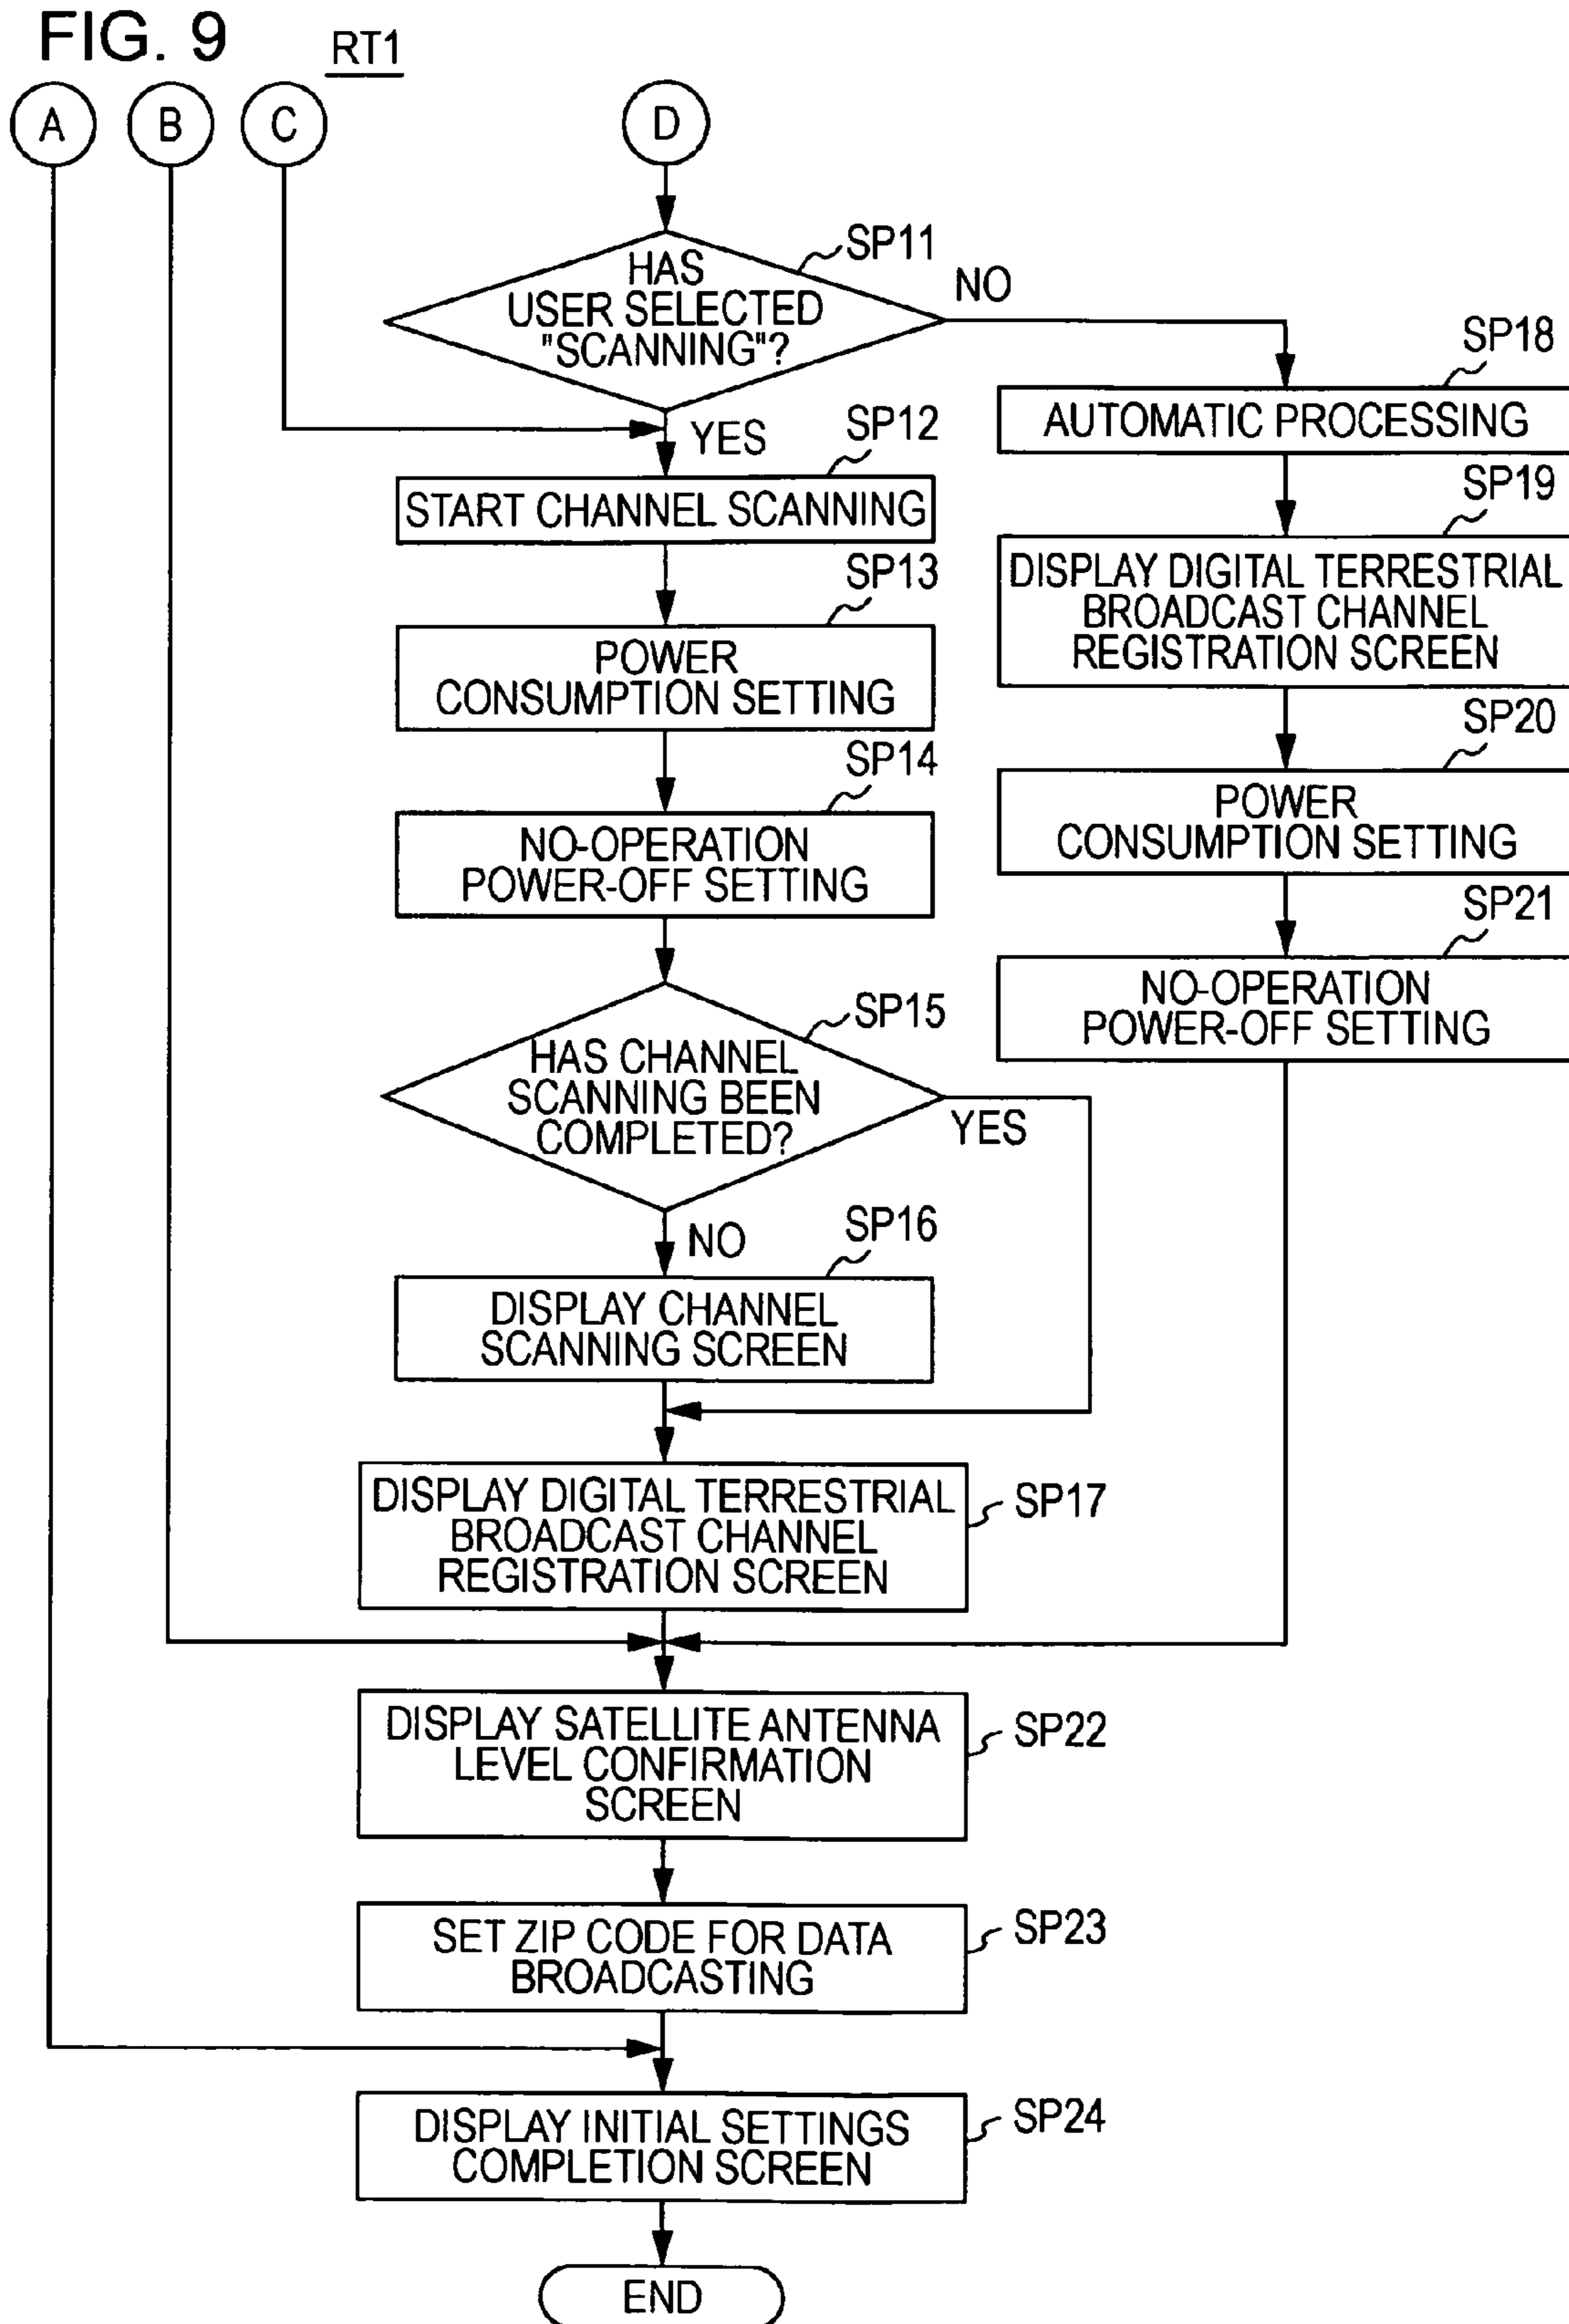 FIG. 9
RT1
A
B
C
D
SP11
HAS
USER SELECTED
"SCANNING"?
NO
YES
SP12
START CHANNEL SCANNING
SP13
POWER
CONSUMPTION SETTING
SP14
NO-OPERATION
POWER-OFF SETTING
SP15
HAS CHANNEL
SCANNING BEEN
COMPLETED?
YES
NO
SP16
DISPLAY CHANNEL
SCANNING SCREEN
SP17
DISPLAY DIGITAL TERRESTRIAL
BROADCAST CHANNEL
REGISTRATION SCREEN
SP18
AUTOMATIC PROCESSING
SP19
DISPLAY DIGITAL TERRESTRIAL
BROADCAST CHANNEL
REGISTRATION SCREEN
SP20
POWER
CONSUMPTION SETTING
SP21
NO-OPERATION
POWER-OFF SETTING
SP22
DISPLAY SATELLITE ANTENNA
LEVEL CONFIRMATION
SCREEN
SP23
SET ZIP CODE FOR DATA
BROADCASTING
SP24
DISPLAY INITIAL SETTINGS
COMPLETION SCREEN
END